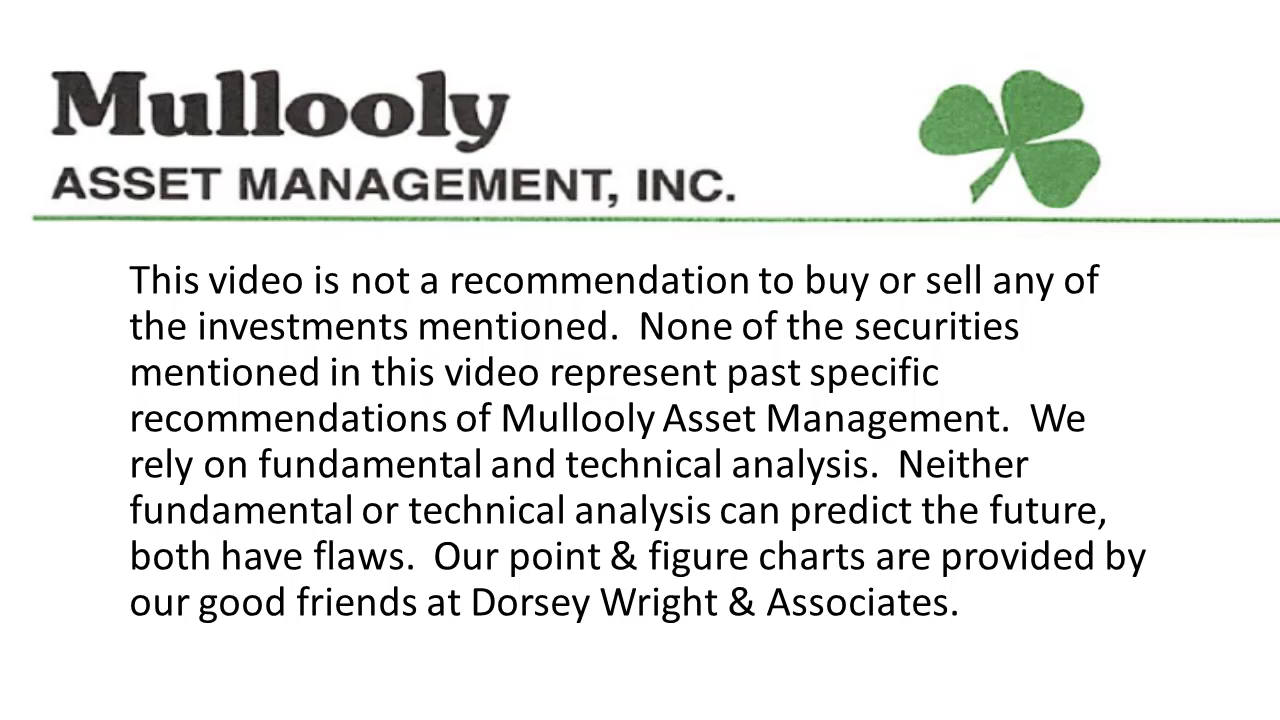 Mullooly
ASSET MANAGEMENT, INC.
This video is not a recommendation to buy or sell any of
the investments mentioned.  None of the securities
mentioned in this video represent past specific
recommendations of Mullooly Asset Management.  We
rely on fundamental and technical analysis.  Neither
fundamental or technical analysis can predict the future,
both have flaws.  Our point & figure charts are provided by
our good friends at Dorsey Wright & Associates.